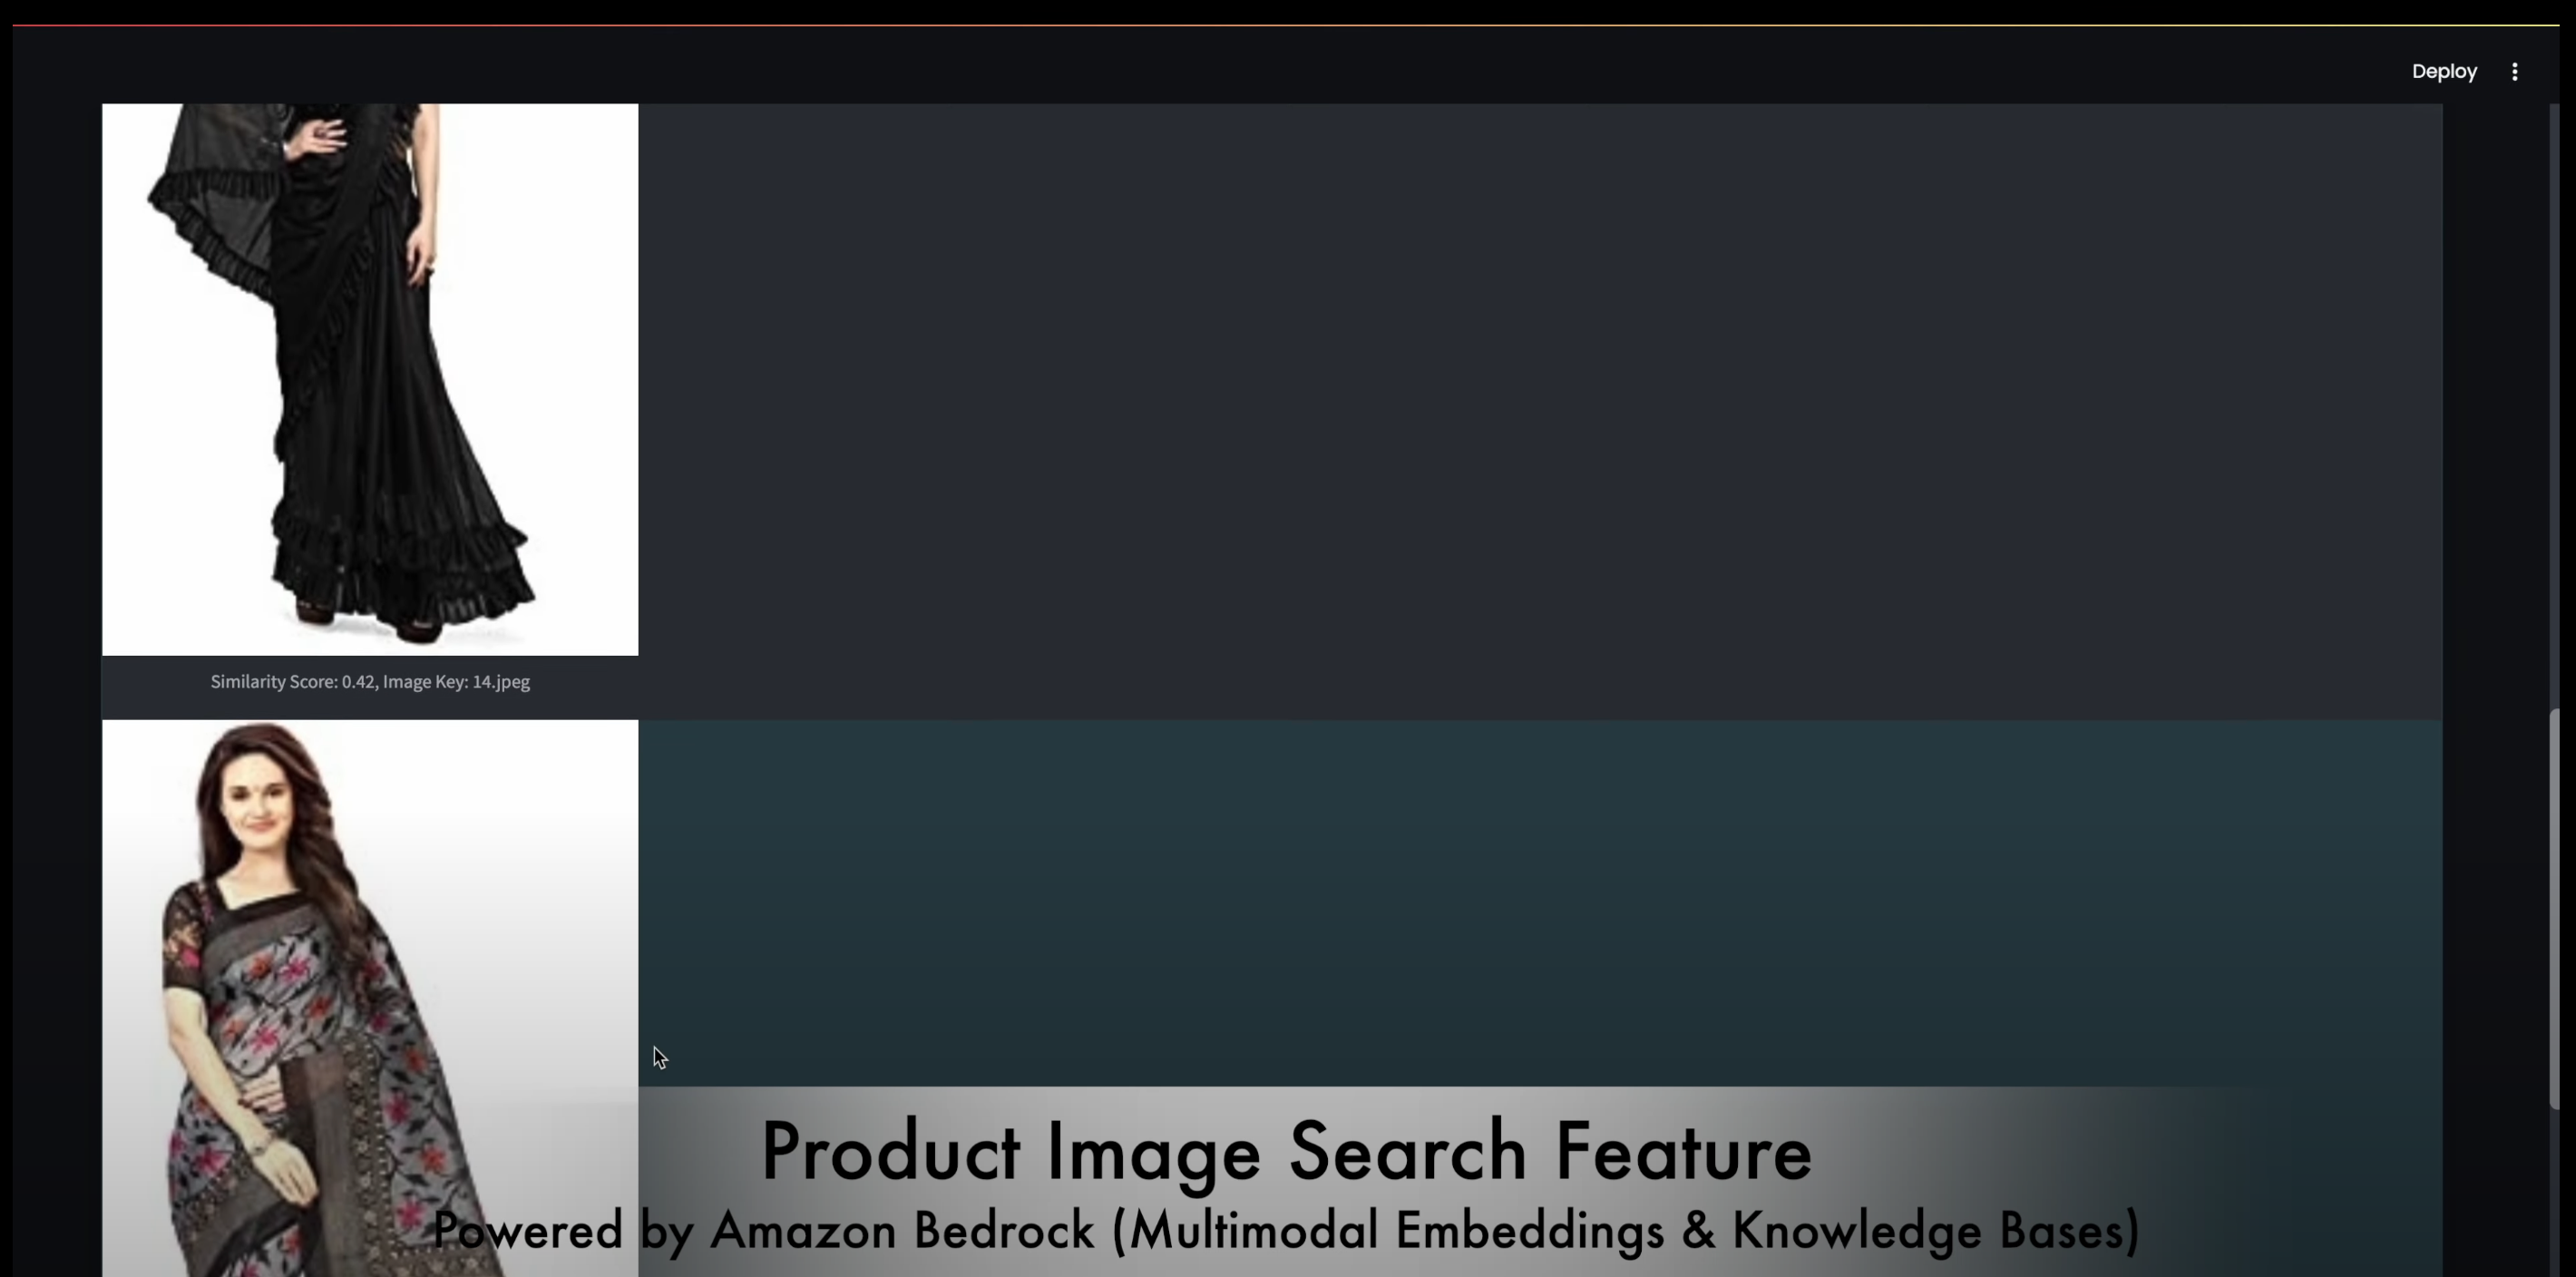 Deploy
Similarity Score: 0.42, Image Key: 14.jpeg
Product Image Search Feature
Powered by Amazon Bedrock (Multimodal Embeddings & Knowledge Bases)